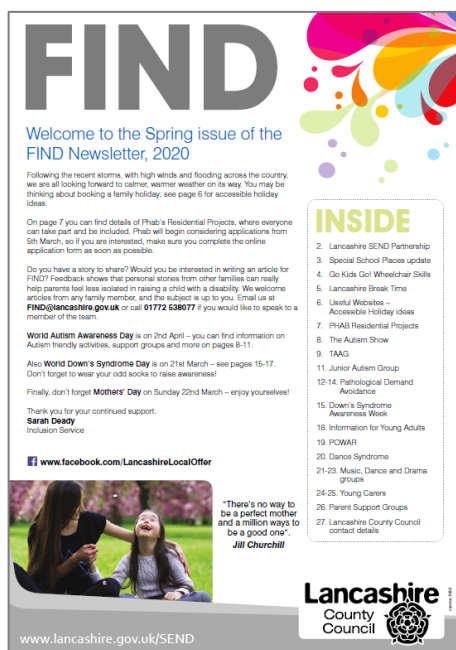 FIND
Welcome to the Spring issue of the
FIND Newsletter, 2020
Following the recent storms, with high winds and flooding across the country,
we are all looking forward to calmer, warmer weather on its way. You may be
thinking about booking a family holiday; see page 6 for accessible holiday
ideas.
On page 7 you can find details of Phab's Residential Projects, where everyone
can take part and be included. Phab will begin considering applications from
5th March, so if you are interested, make sure you complete the online
application form as soon as possible.
Do you have a story to share? Would you be interested in writing an article for
FIND? Feedback shows that personal stories from other families can really
help parents feel less isolated in raising a child with a disability. We welcome
articles from any family member, and the subject is up to you. Email us at
FIND@lancashire.gov.uk or call 01772 538077 if you would like to speak to a
member of the team.
World Autism Awareness Day is on 2nd April – you can find information on
Autism friendly activities, support groups and more on pages 8-11.
Also World Down's Syndrome Day is on 21st March – see pages 15-17.
Don't forget to wear your odd socks to raise awareness!
Finally, don't forget Mothers' Day on Sunday 22nd March – enjoy yourselves!
Thank you for your continued support.
Sarah Deady
Inclusion Service
www.facebook.com/LancashireLocalOffer
"There's no way to
be a perfect mother
and a million ways to
be a good one".
Jill Churchill
INSIDE
2. Lancashire SEND Partnership
3. Special School Places update
4. Go Kids Go! Wheelchair Skills
5. Lancashire Break Time
6. Useful Websites –
Accessible Holiday ideas
7. PHAB Residential Projects
8. The Autism Show
9. TAAG
11. Junior Autism Group
12-14. Pathological Demand
Avoidance
15. Down's Syndrome
Awareness Week
18. Information for Young Adults
19. POWAR
20. Dance Syndrome
21-23. Music, Dance and Drama
groups
24-25. Young Carers
26. Parent Support Groups
27. Lancashire County Council
contact details
Lancashire
County
Council
www.lancashire.gov.uk/SEND